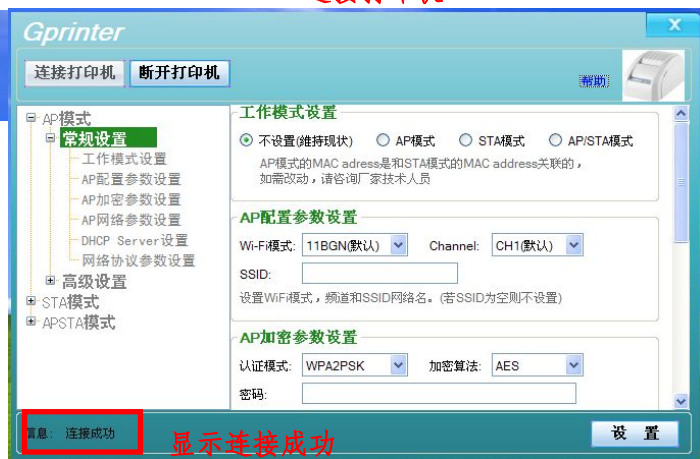 Gprinter
X
连接打印机 断开打印机
帮助
AP模式
常规设置
工作模式设置
AP配置参数设置
AP加密参数设置
AP网络参数设置
DHCP Server设置
网络协议参数设置
高级设置
STA模式
APSTA模式
工作模式设置
不设置(维持现状) AP模式 STA模式 AP/STA模式
AP模式的MAC adress是和STA模式的MAC address关联的，
如需改动，请咨询厂家技术人员
AP配置参数设置
Wi-Fi模式: 11BGN(默认) Channel: CH1(默认)
SSID:
设置WiFi模式，频道和SSID网络名。(若SSID为空则不设置)
AP加密参数设置
认证模式: WPA2PSK 加密算法: AES
密码:
信息: 连接成功
显示连接成功
设 置